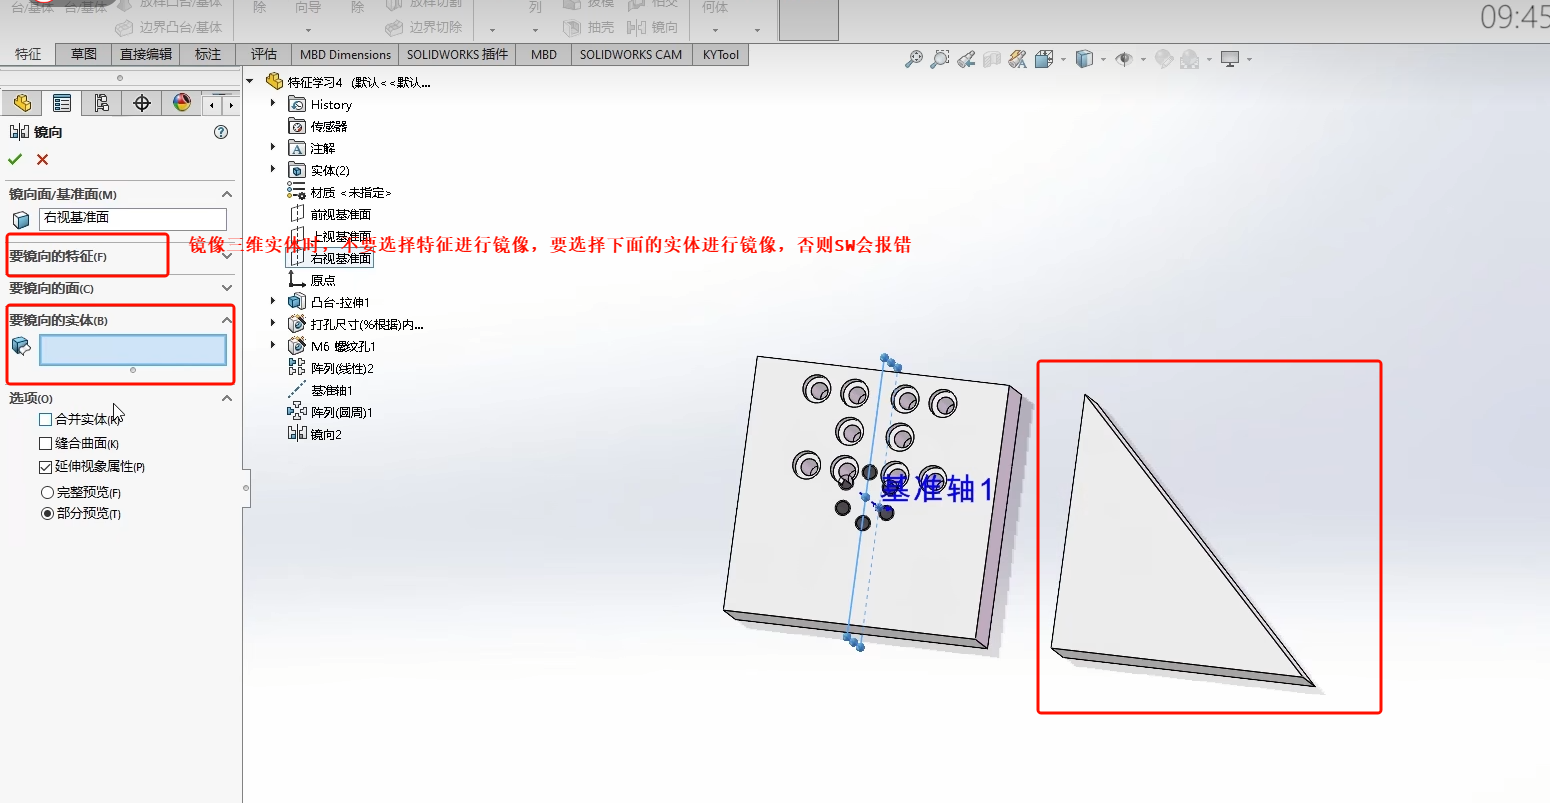 台/基体 台/基体 放样凸台/基体 除 向导 除 放样切割 列 拔模 相交 何体
边界凸台/基体 边界切除 抽壳 镜向
09:45
特征 草图 直接编辑 标注 评估 MBD Dimensions SOLIDWORKS 插件 MBD SOLIDWORKS CAM KYTool
镜向
镜向面/基准面(M)
右视基准面
要镜向的特征(F)
要镜向的面(C)
要镜向的实体(B)
选项(O)
合并实体(R)
缝合曲面(K)
延伸视象属性(P)
完整预览(F)
部分预览(T)
特征学习4 (默认<<默认...
History
传感器
注解
实体(2)
材质 <未指定>
前视基准面
上视基准面
镜像三维实体时，不要选择特征进行镜像，要选择下面的实体进行镜像，否则SW会报错
右视基准面
原点
凸台-拉伸1
打孔尺寸(%根据)内...
M6 螺纹孔1
阵列(线性)2
基准轴1
阵列(圆周)1
镜向2
基准轴1